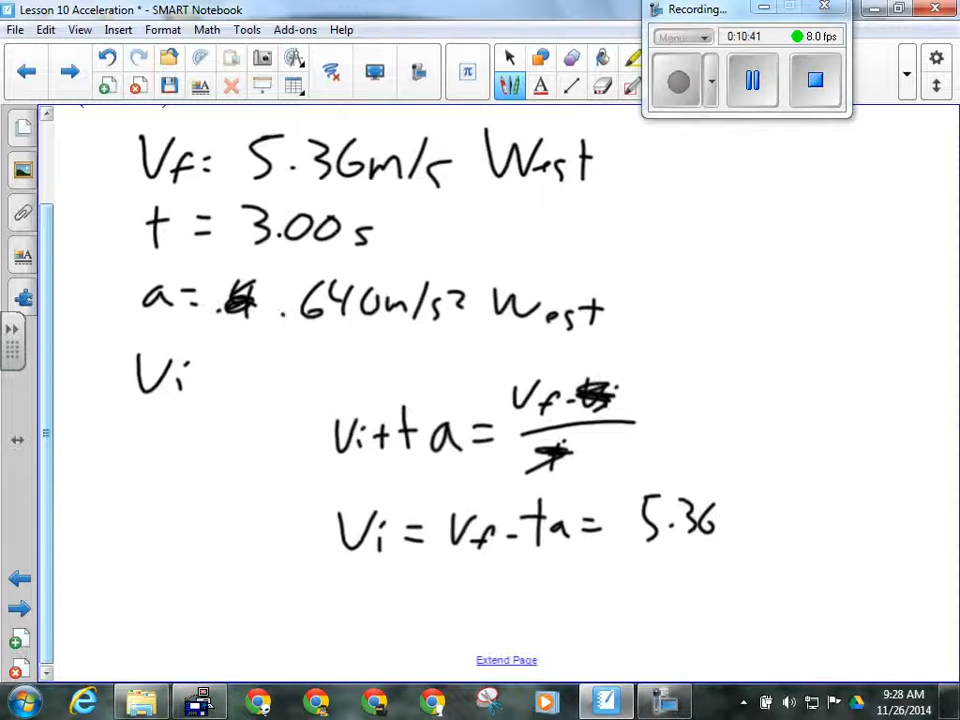 Lesson 10 Acceleration * - SMART Notebook
Recording...
File Edit View Insert Format Math Tools Add-ons Help
Menu
0:10:41
8.0 fps
π
A
Vf = 5.36m/s West
t = 3.00 s
a = .640m/s² West
Vi
Vi + ta = Vf
Vi = Vf - ta = 5.36
Extend Page
9:28 AM
11/26/2014